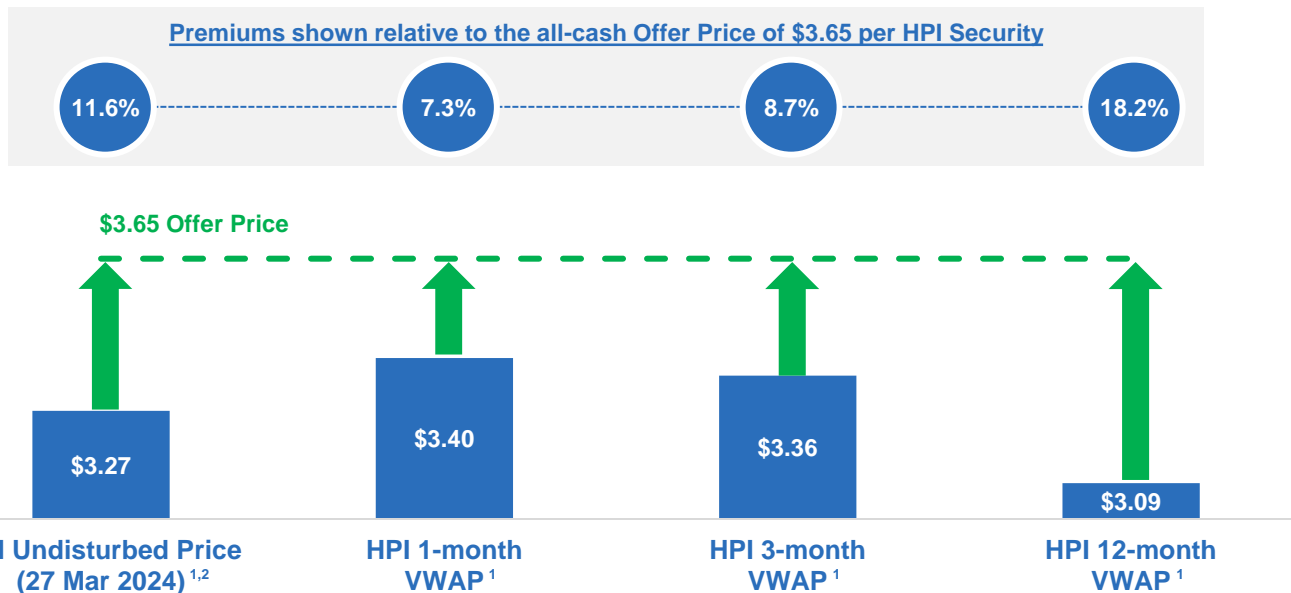 Premiums shown relative to the all-cash Offer Price of $3.65 per HPI Security
11.6% 7.3% 8.7% 18.2%
$3.65 Offer Price
$3.27
$3.40
$3.36
$3.09
I Undisturbed Price
(27 Mar 2024) 1,2
HPI 1-month
VWAP 1
HPI 3-month
VWAP 1
HPI 12-month
VWAP 1